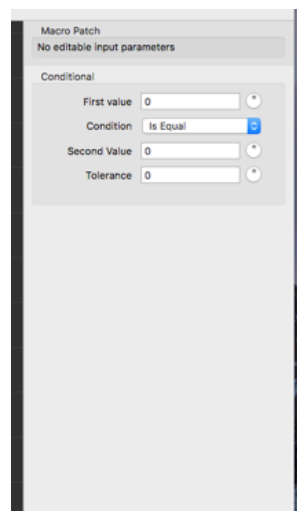 Macro Patch
No editable input parameters
Conditional
First value 0
Condition Is Equal
Second Value 0
Tolerance 0